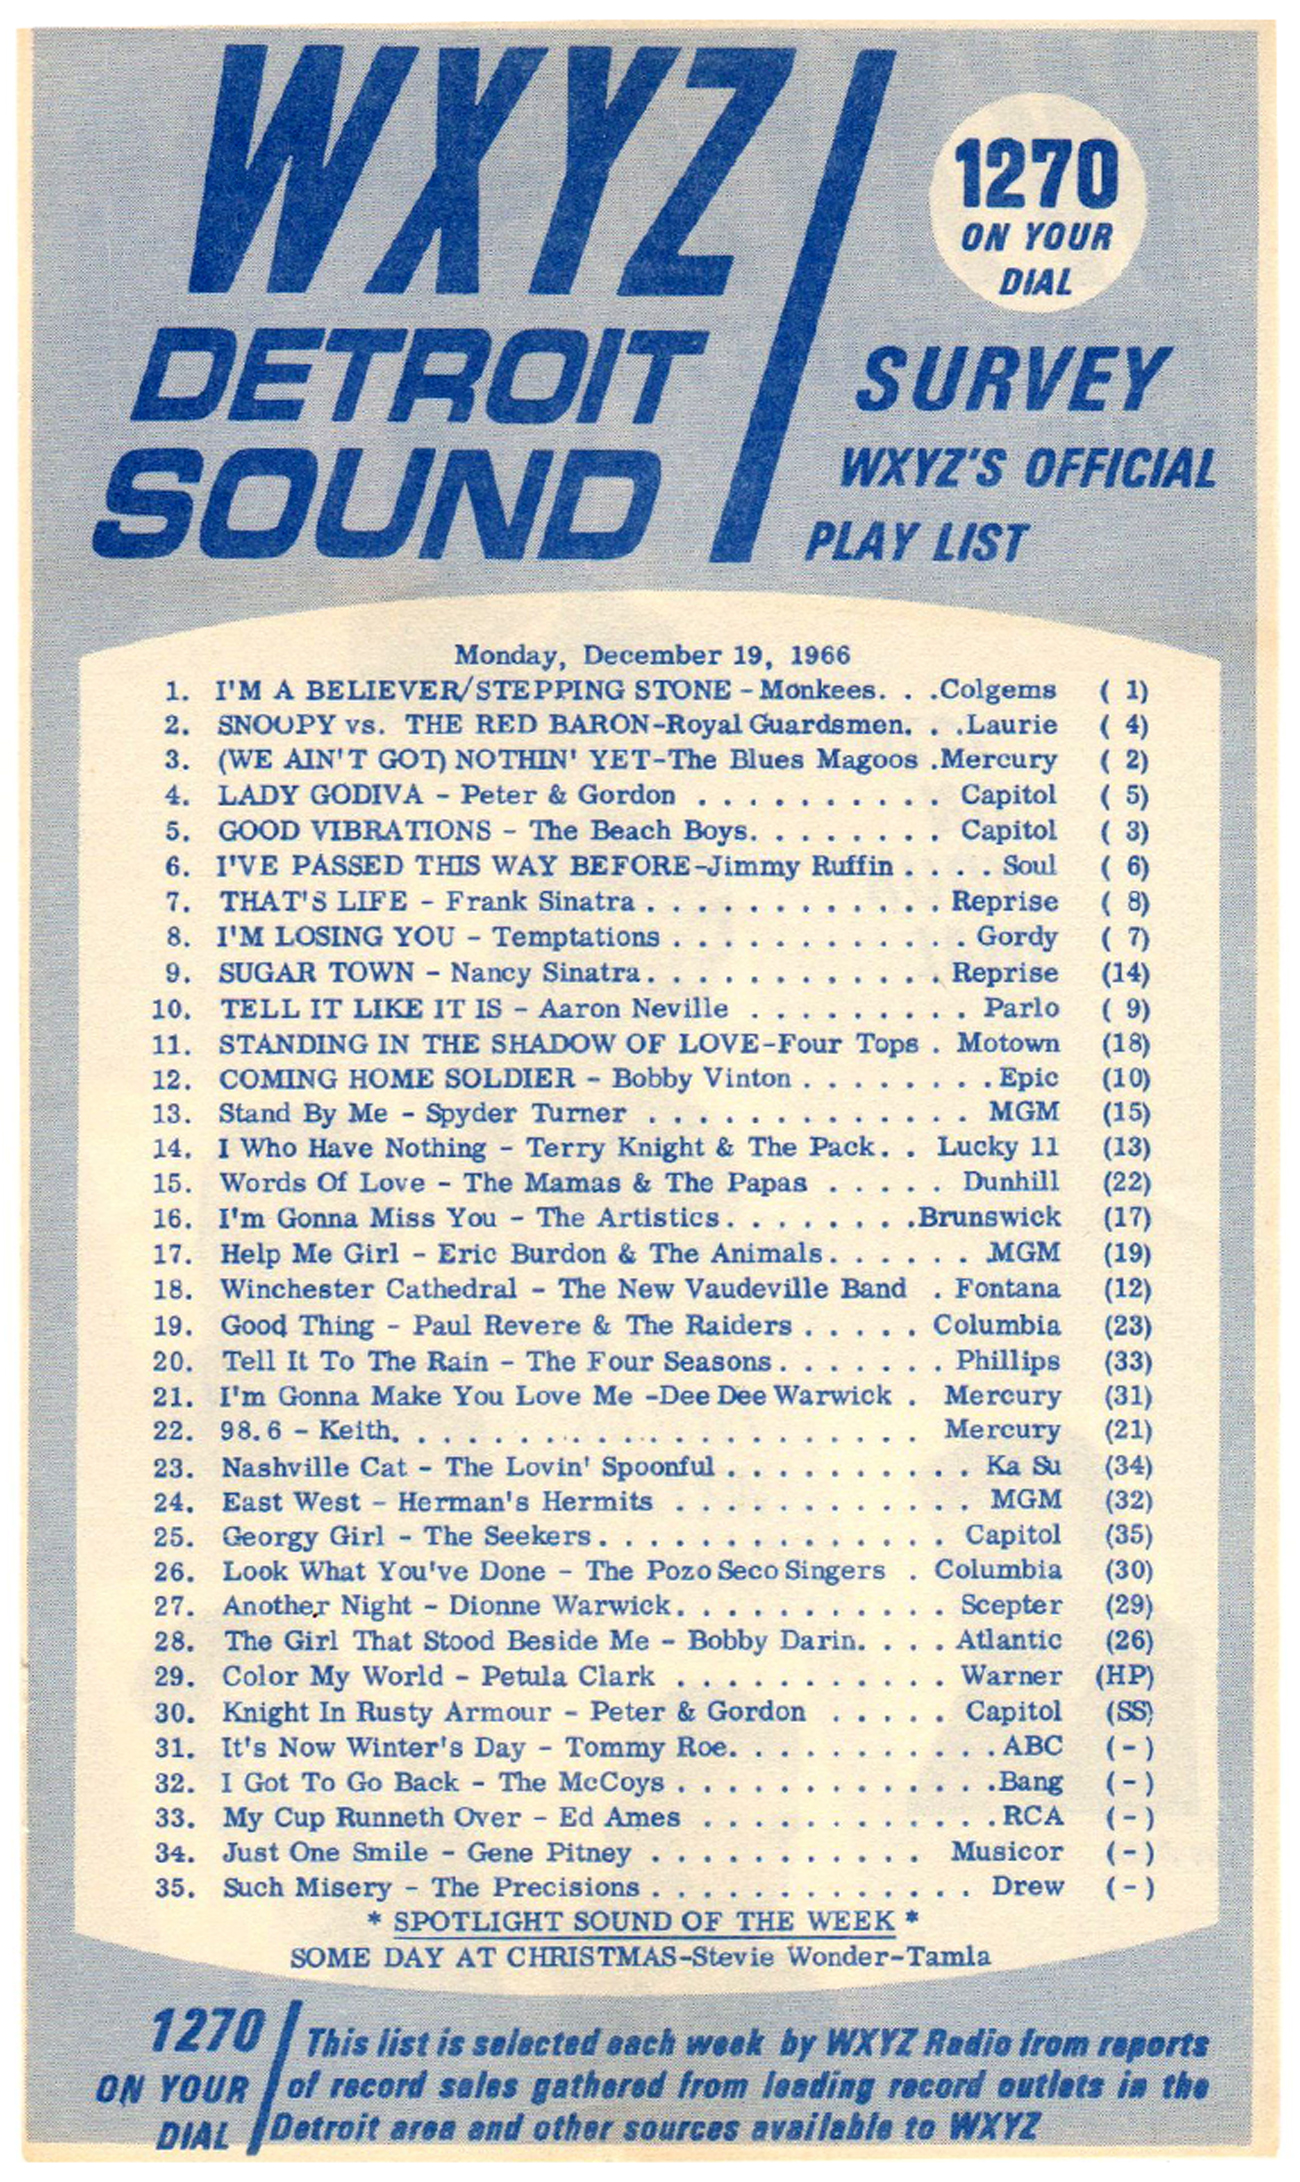 WXYZ
DETROIT
SOUND
1270
ON YOUR
DIAL
SURVEY
WXYZ'S OFFICIAL
PLAY LIST
Monday, December 19, 1966
1. I'M A BELIEVER/STEPPING STONE - Monkees. . .Colgems ( 1)
2. SNOOPY vs. THE RED BARON-Royal Guardsmen. . .Laurie ( 4)
3. (WE AIN'T GOT) NOTHIN' YET-The Blues Magoos .Mercury ( 2)
4. LADY GODIVA - Peter & Gordon . . . . . . . . . . Capitol ( 5)
5. GOOD VIBRATIONS - The Beach Boys. . . . . . . . Capitol ( 3)
6. I'VE PASSED THIS WAY BEFORE-Jimmy Ruffin . . . . Soul ( 6)
7. THAT'S LIFE - Frank Sinatra . . . . . . . . . . . . . Reprise ( 8)
8. I'M LOSING YOU - Temptations . . . . . . . . . . . . . Gordy ( 7)
9. SUGAR TOWN - Nancy Sinatra. . . . . . . . . . . . . Reprise (14)
10. TELL IT LIKE IT IS - Aaron Neville . . . . . . . . . . Parlo ( 9)
11. STANDING IN THE SHADOW OF LOVE-Four Tops . Motown (18)
12. COMING HOME SOLDIER - Bobby Vinton . . . . . . . . .Epic (10)
13. Stand By Me - Spyder Turner . . . . . . . . . . . . . . MGM (15)
14. I Who Have Nothing - Terry Knight & The Pack. . Lucky 11 (13)
15. Words Of Love - The Mamas & The Papas . . . . . Dunhill (22)
16. I'm Gonna Miss You - The Artistics. . . . . . . . .Brunswick (17)
17. Help Me Girl - Eric Burdon & The Animals. . . . . . . MGM (19)
18. Winchester Cathedral - The New Vaudeville Band . Fontana (12)
19. Good Thing - Paul Revere & The Raiders . . . . . Columbia (23)
20. Tell It To The Rain - The Four Seasons. . . . . . . . Phillips (33)
21. I'm Gonna Make You Love Me -Dee Dee Warwick . Mercury (31)
22. 98.6 - Keith. . . . . . . . . . . . . . . . . . . . . . Mercury (21)
23. Nashville Cat - The Lovin' Spoonful . . . . . . . . . . . Ka Su (34)
24. East West - Herman's Hermits . . . . . . . . . . . . . MGM (32)
25. Georgy Girl - The Seekers. . . . . . . . . . . . . . . Capitol (35)
26. Look What You've Done - The Pozo Seco Singers . Columbia (30)
27. Another Night - Dionne Warwick. . . . . . . . . . . . Scepter (29)
28. The Girl That Stood Beside Me - Bobby Darin. . . . Atlantic (26)
29. Color My World - Petula Clark . . . . . . . . . . . . Warner (HP)
30. Knight In Rusty Armour - Peter & Gordon . . . . . Capitol (SS)
31. It's Now Winter's Day - Tommy Roe. . . . . . . . . . . .ABC (-)
32. I Got To Go Back - The McCoys . . . . . . . . . . . . . .Bang (-)
33. My Cup Runneth Over - Ed Ames . . . . . . . . . . . . .RCA (-)
34. Just One Smile - Gene Pitney . . . . . . . . . . . . Musicor (-)
35. Such Misery - The Precisions . . . . . . . . . . . . . . Drew (-)
* SPOTLIGHT SOUND OF THE WEEK *
SOME DAY AT CHRISTMAS-Stevie Wonder-Tamla
1270
ON YOUR
DIAL
This list is selected each week by WXYZ Radio from reports
of record sales gathered from leading record outlets in the
Detroit area and other sources available to WXYZ